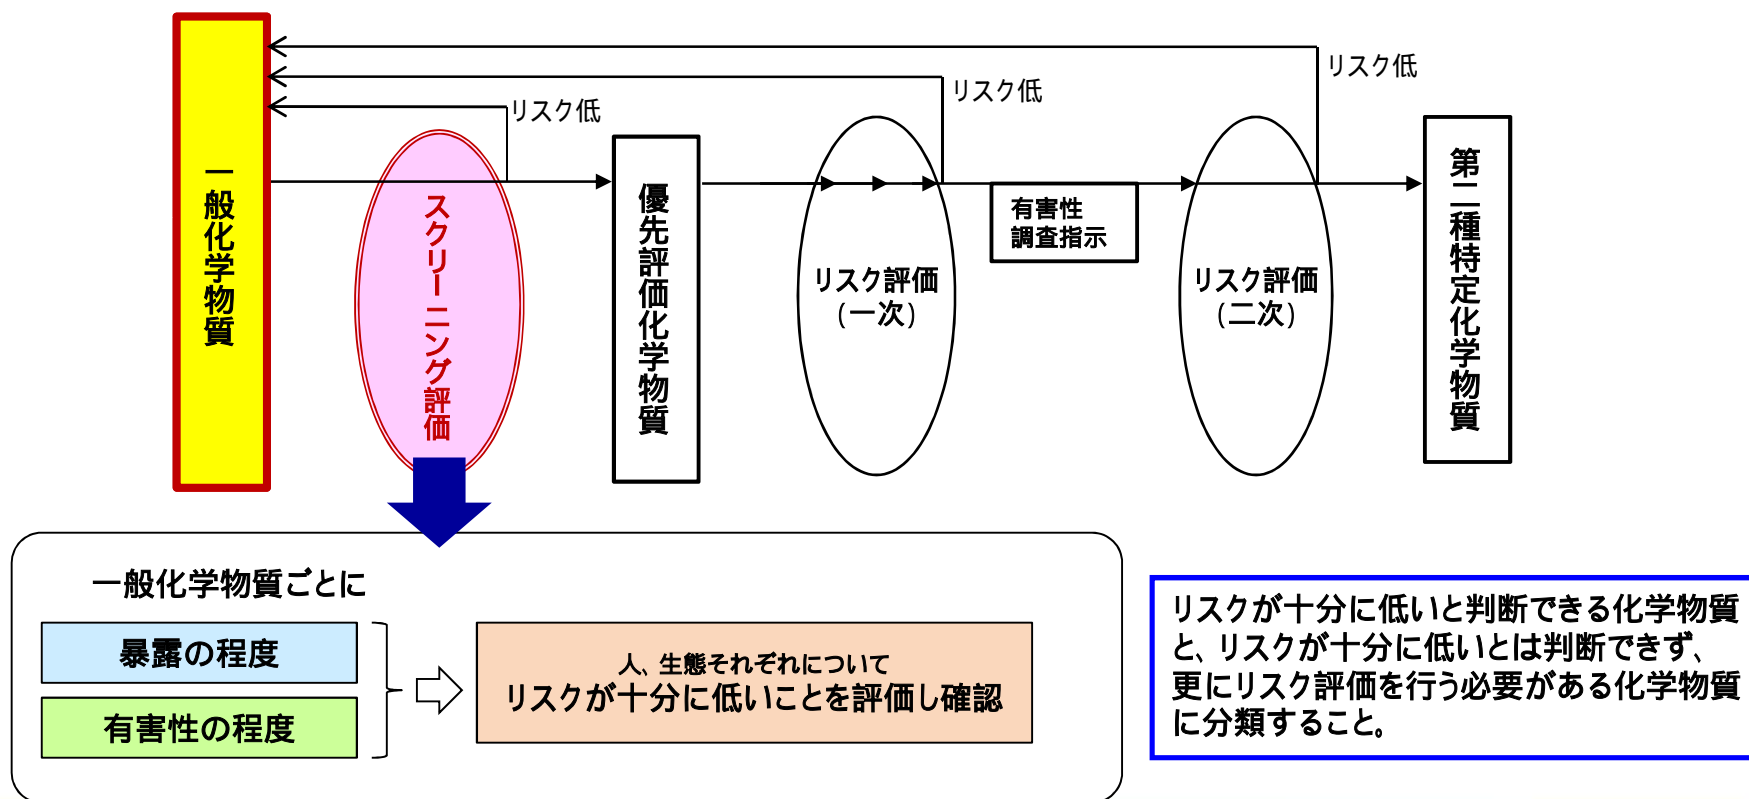 一般化学物質
リスク低
スクリーニング評価
優先評価化学物質
リスク低
リスク評価
(一次)
有害性
調査指示
リスク低
リスク評価
(二次)
第二種特定化学物質
一般化学物質ごとに
暴露の程度
有害性の程度
人、生態それぞれについて
リスクが十分に低いことを評価し確認
リスクが十分に低いと判断できる化学物質
と、リスクが十分に低いとは判断できず、
更にリスク評価を行う必要がある化学物質
に分類すること。